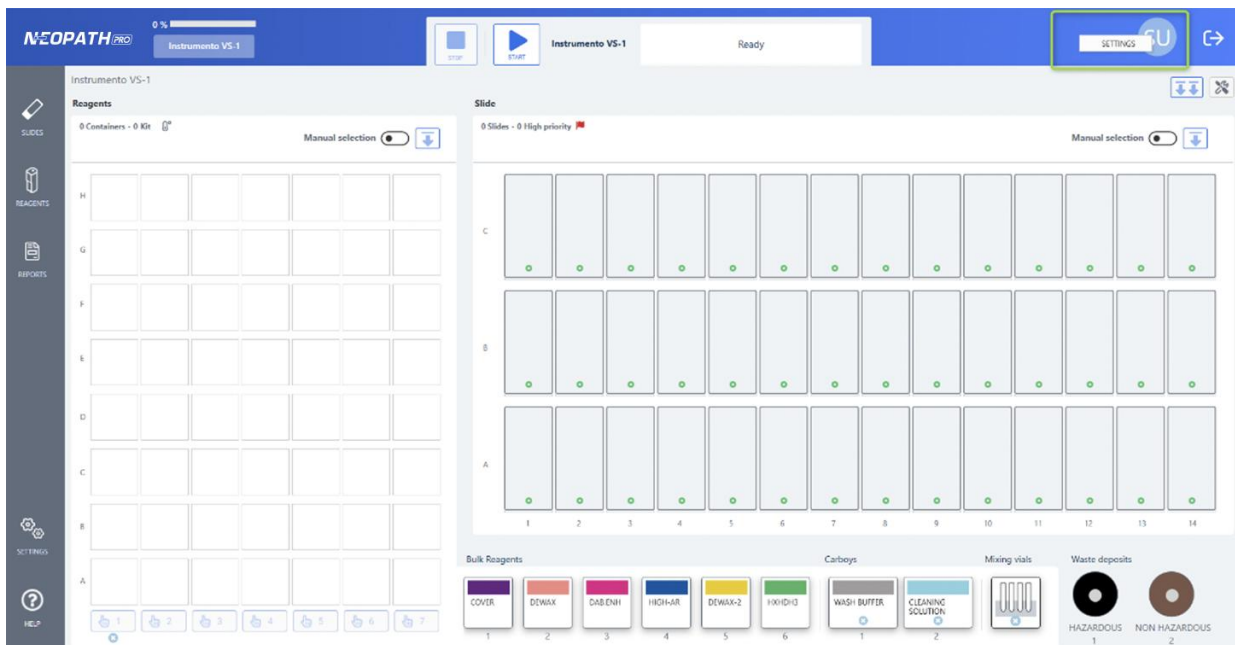 NEOPATH PRO
0 %
Instrumento VS-1
STOP
START
Instrumento VS-1
Ready
SETTINGS
SU
Instrumento VS-1
SLIDES
REAGENTS
REPORTS
SETTINGS
HELP
Reagents
0 Containers - 0 Kit
Manual selection
H
G
F
E
D
C
B
A
1 2 3 4 5 6 7
Slide
0 Slides - 0 High priority
Manual selection
C
B
A
1 2 3 4 5 6 7 8 9 10 11 12 13 14
Bulk Reagents
COVER DEWAX DAB.ENH HIGH-AR DEWAX-2
1 2 3 4 5 6
Carboys
WASH BUFFER
CLEANING
SOLUTION
1 2
Mixing vials
Waste deposits
HAZARDOUS NON HAZARDOUS
1 2